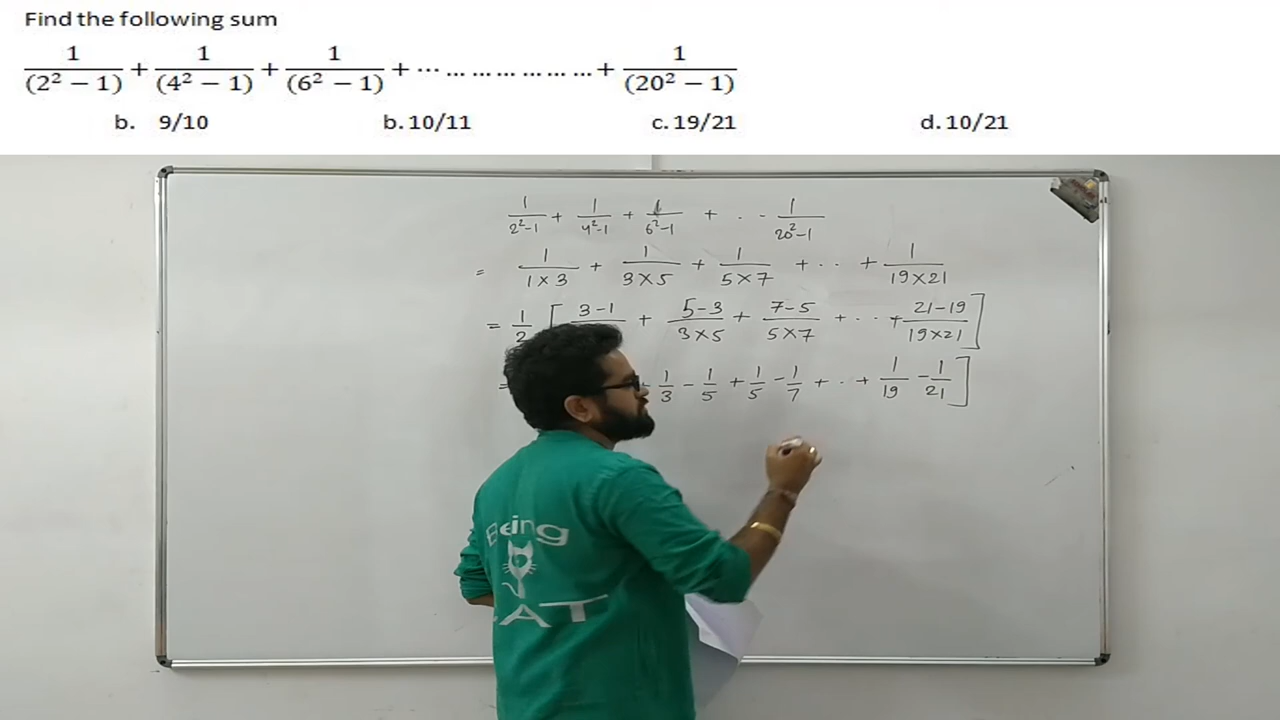 Find the following sum
1/(2² − 1) + 1/(4² − 1) + 1/(6² − 1) + ⋯ … … … … … … + 1/(20² − 1)
b. 9/10 b. 10/11 c. 19/21 d. 10/21
1/2²-1 + 1/4²-1 + 1/6²-1 + . . - 1/20²-1
= 1/1×3 + 1/3×5 + 1/5×7 + . . + 1/19×21
= 1/2 [ 3-1 + 5-3/3×5 + 7-5/5×7 + . . + 21-19/19×21 ]
= 1/3 - 1/5 + 1/5 - 1/7 + . . + 1/19 - 1/21 ]
Being
CAT